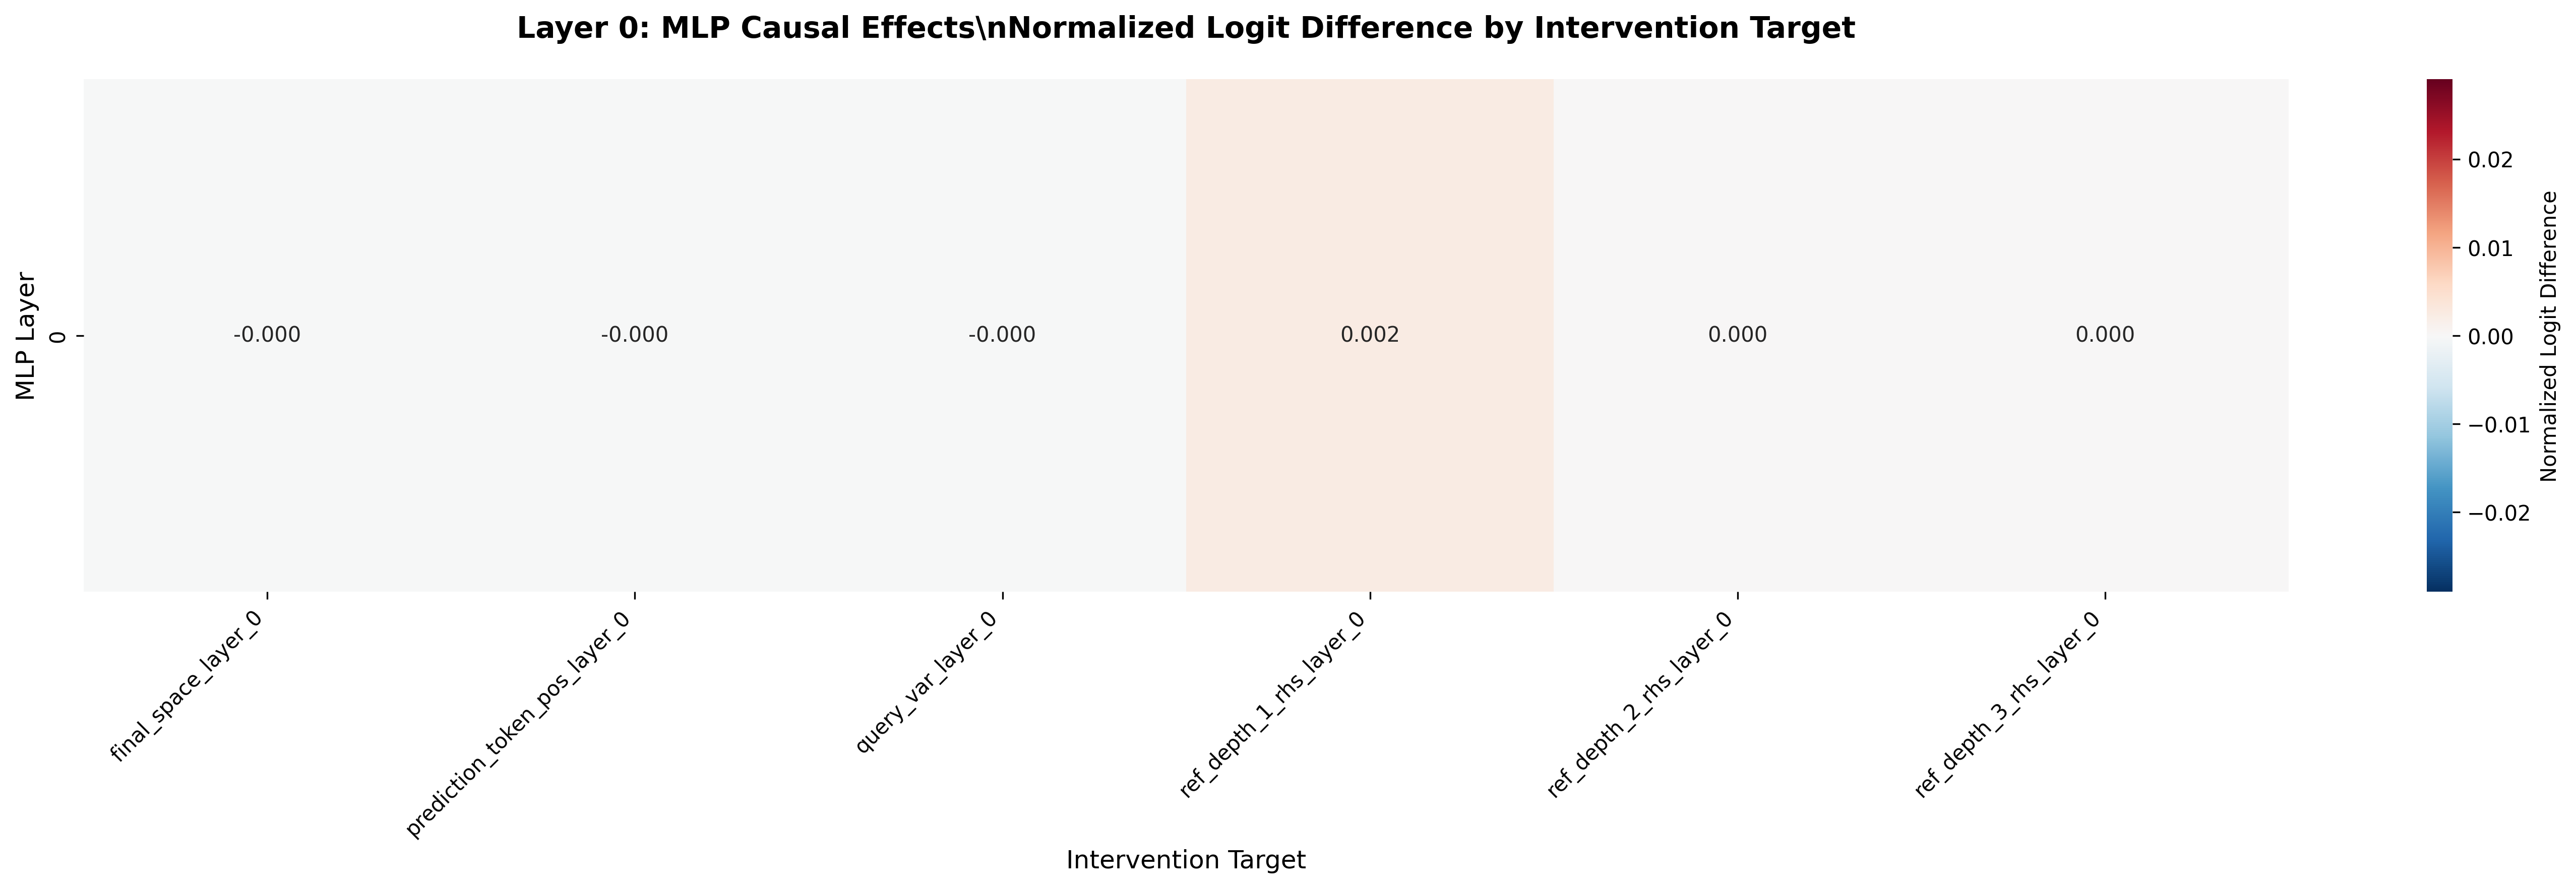 Layer 0: MLP Causal Effects\nNormalized Logit Difference by Intervention Target
MLP Layer
0
-0.000
-0.000
-0.000
0.002
0.000
0.000
final_space_layer_0
prediction_token_pos_layer_0
query_var_layer_0
ref_depth_1_rhs_layer_0
ref_depth_2_rhs_layer_0
ref_depth_3_rhs_layer_0
Intervention Target
0.02
0.01
0.00
−0.01
−0.02
Normalized Logit Difference